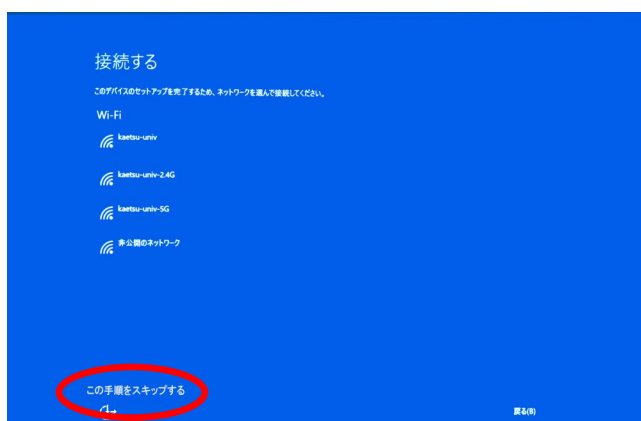 接続する
このデバイスのセットアップを完了するため、ネットワークを選んで接続してください。
Wi-Fi
kaetsu-univ
kaetsu-univ-2.4G
kaetsu-univ-5G
非公開のネットワーク
この手順をスキップする
戻る(B)